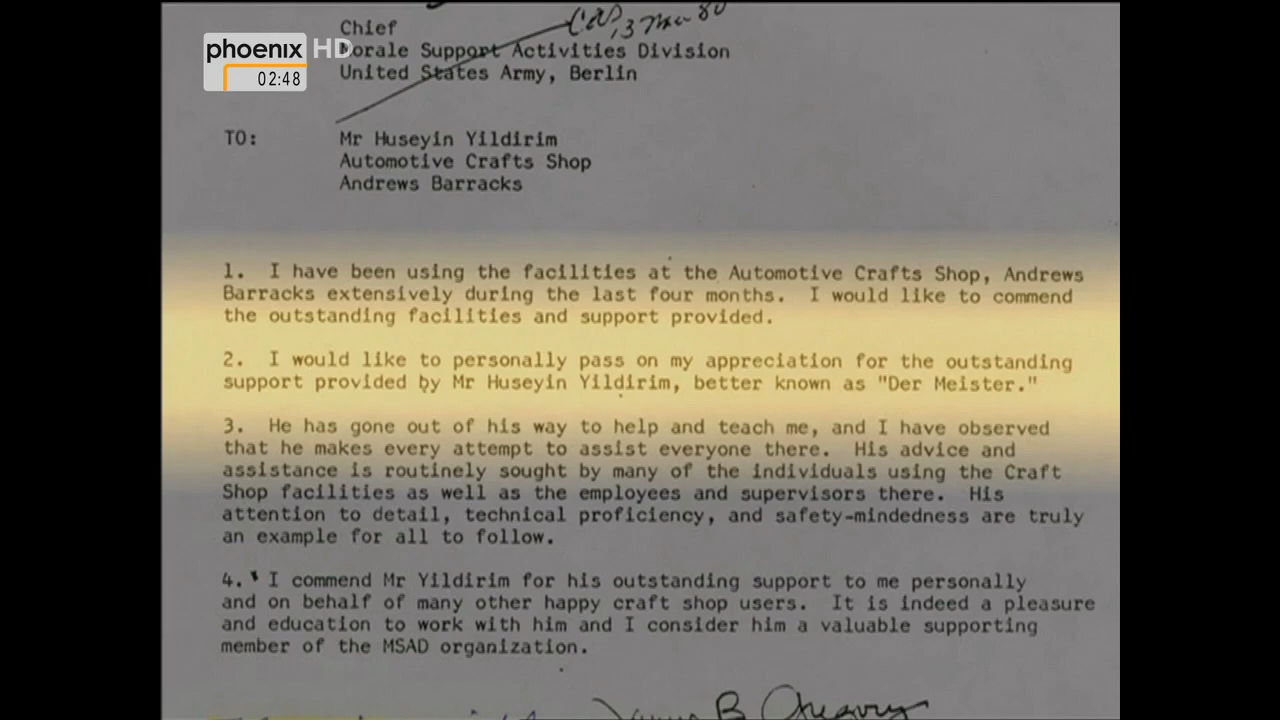 Chief
Morale Support Activities Division
United States Army, Berlin
phoenix HD
02:48
TO: Mr Huseyin Yildirim
Automotive Crafts Shop
Andrews Barracks
1. I have been using the facilities at the Automotive Crafts Shop, Andrews
Barracks extensively during the last four months. I would like to commend
the outstanding facilities and support provided.
2. I would like to personally pass on my appreciation for the outstanding
support provided by Mr Huseyin Yildirim, better known as "Der Meister."
3. He has gone out of his way to help and teach me, and I have observed
that he makes every attempt to assist everyone there. His advice and
assistance is routinely sought by many of the individuals using the Craft
Shop facilities as well as the employees and supervisors there. His
attention to detail, technical proficiency, and safety-mindedness are truly
an example for all to follow.
4. I commend Mr Yildirim for his outstanding support to me personally
and on behalf of many other happy craft shop users. It is indeed a pleasure
and education to work with him and I consider him a valuable supporting
member of the MSAD organization.